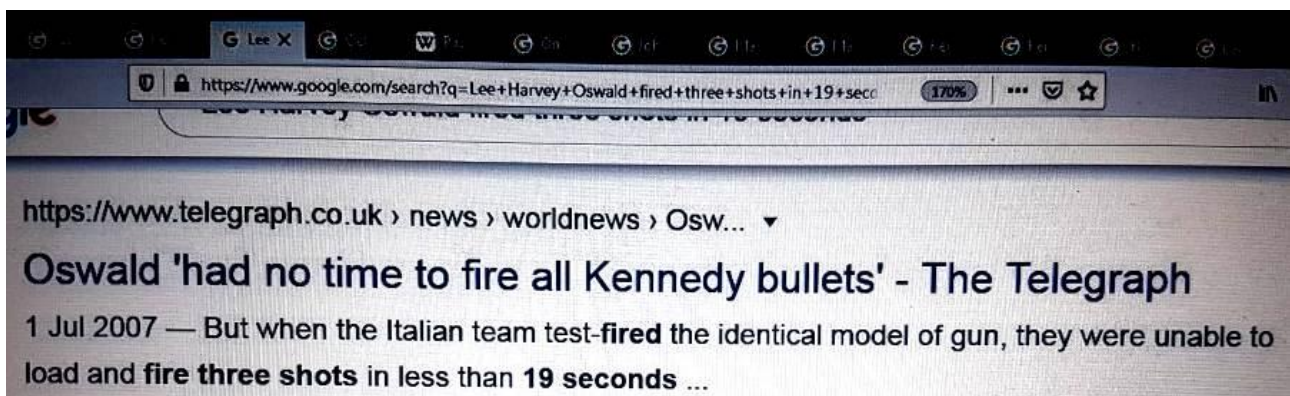 G Lee X
https://www.google.com/search?q=Lee+Harvey+Oswald+fired+three+shots+in+19+seco
170%
https://www.telegraph.co.uk › news › worldnews › Osw...
Oswald 'had no time to fire all Kennedy bullets' - The Telegraph
1 Jul 2007 — But when the Italian team test-fired the identical model of gun, they were unable to
load and fire three shots in less than 19 seconds ...